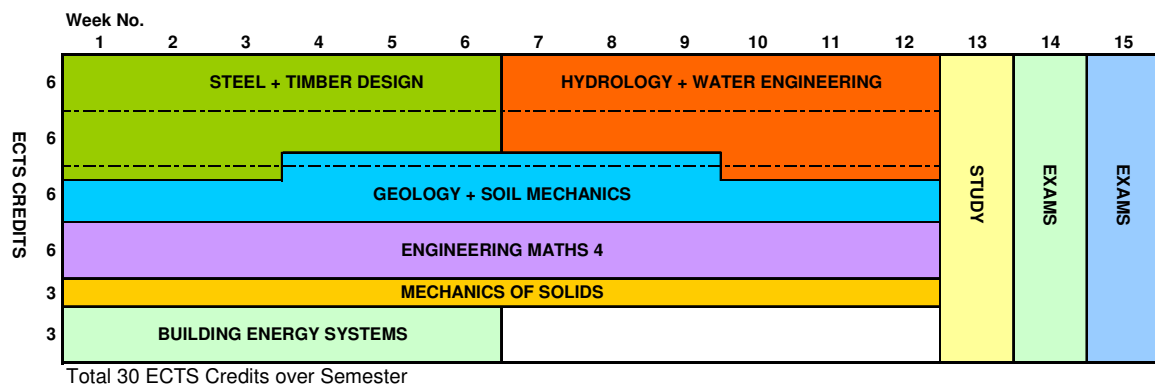 Week No.
1 2 3 4 5 6 7 8 9 10 11 12 13 14 15
ECTS CREDITS
6 STEEL + TIMBER DESIGN HYDROLOGY + WATER ENGINEERING
6
6 GEOLOGY + SOIL MECHANICS
6 ENGINEERING MATHS 4
3 MECHANICS OF SOLIDS
3 BUILDING ENERGY SYSTEMS
STUDY
EXAMS
EXAMS
Total 30 ECTS Credits over Semester